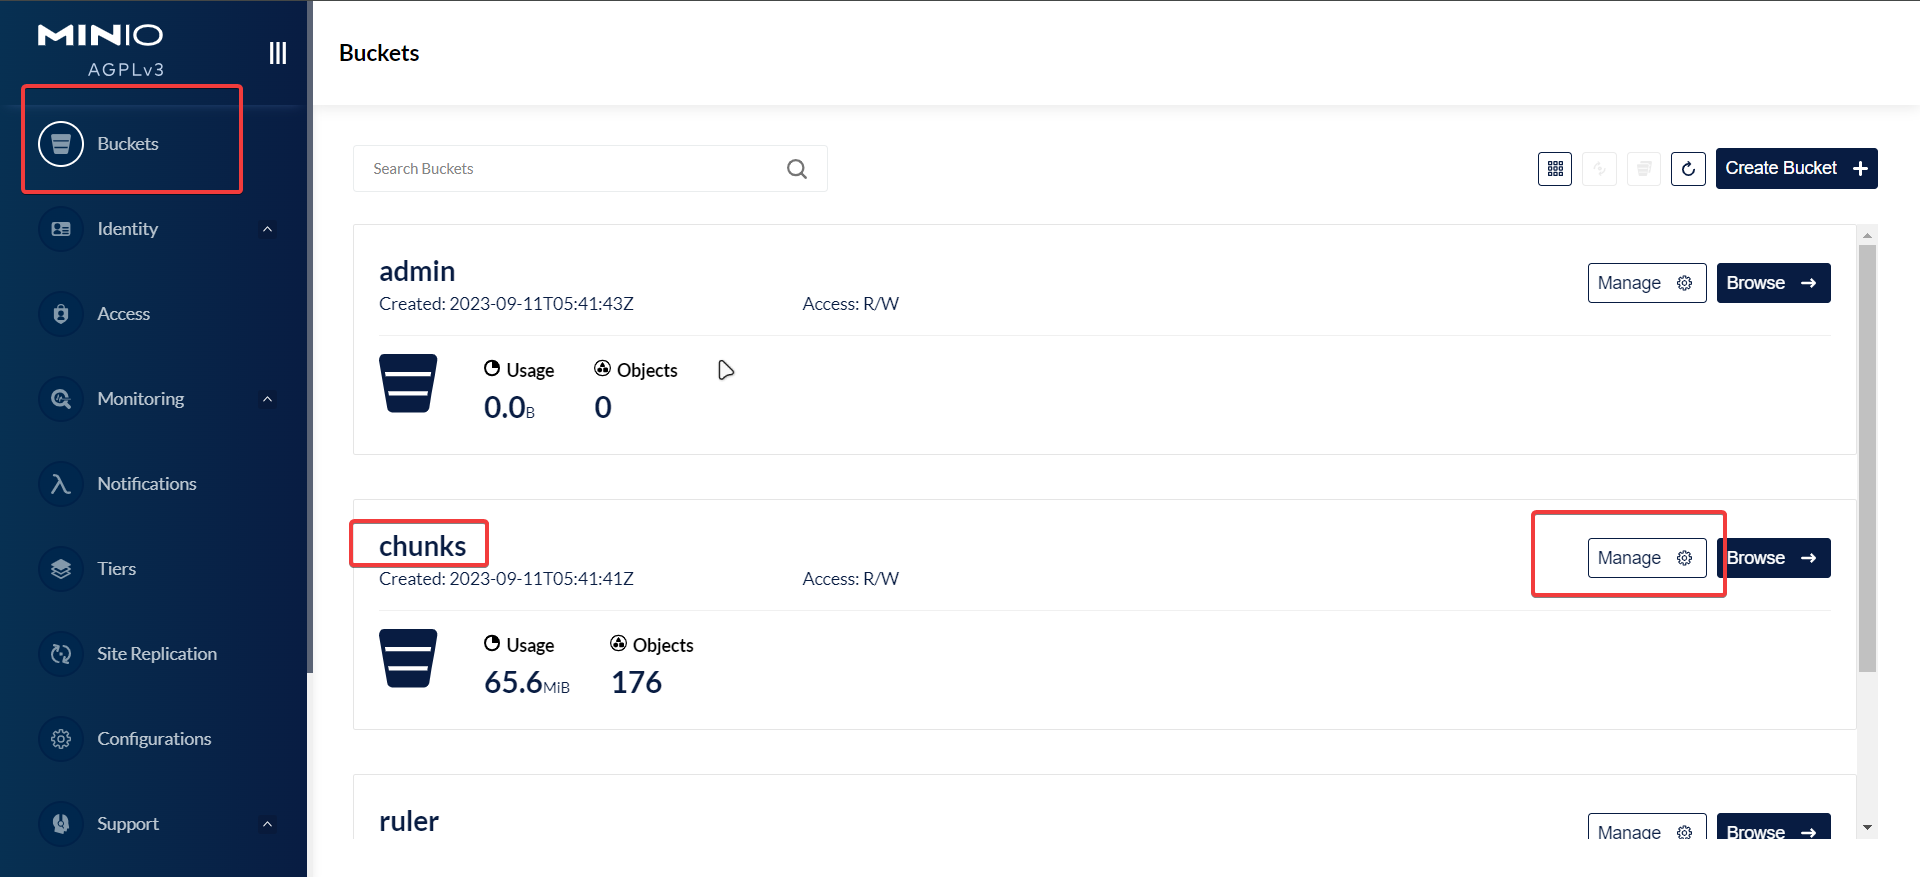 MINIO
AGPLv3
Buckets
Identity
Access
Monitoring
Notifications
Tiers
Site Replication
Configurations
Support
Buckets
Search Buckets
Create Bucket
admin
Created: 2023-09-11T05:41:43Z
Access: R/W
Manage
Browse
Usage
Objects
0.0B
0
chunks
Created: 2023-09-11T05:41:41Z
Access: R/W
Manage
Browse
Usage
Objects
65.6MiB
176
ruler
Manage
Browse